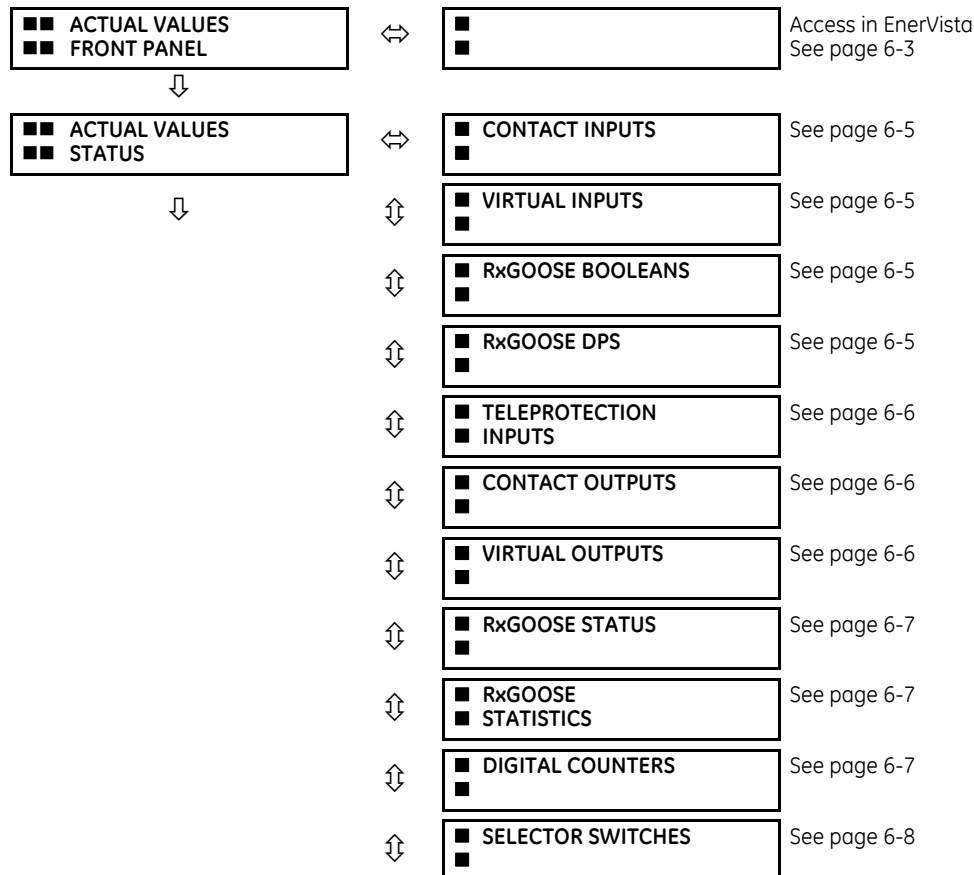 ■■ ACTUAL VALUES
■■ FRONT PANEL
■
■
Access in EnerVista
See page 6-3
■■ ACTUAL VALUES
■■ STATUS
■ CONTACT INPUTS
■
See page 6-5
■ VIRTUAL INPUTS
■
See page 6-5
■ RxGOOSE BOOLEANS
■
See page 6-5
■ RxGOOSE DPS
■
See page 6-5
■ TELEPROTECTION
■ INPUTS
See page 6-6
■ CONTACT OUTPUTS
■
See page 6-6
■ VIRTUAL OUTPUTS
■
See page 6-6
■ RxGOOSE STATUS
■
See page 6-7
■ RxGOOSE
■ STATISTICS
See page 6-7
■ DIGITAL COUNTERS
■
See page 6-7
■ SELECTOR SWITCHES
■
See page 6-8